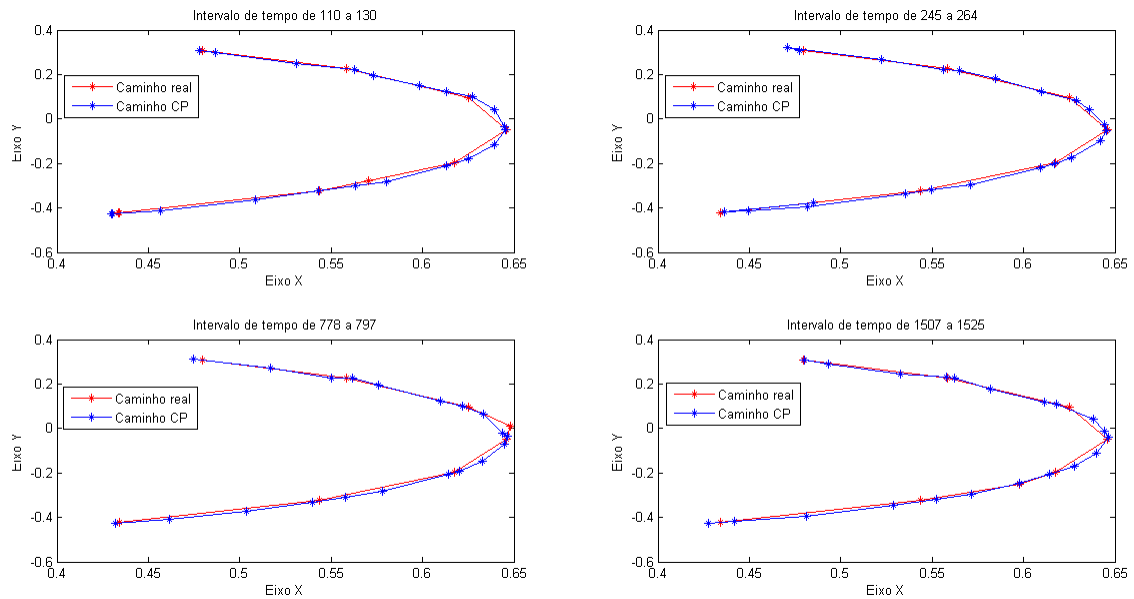 Intervalo de tempo de 110 a 130
0.4
0.2
0
-0.2
-0.4
-0.6
Eixo Y
Caminho real
Caminho CP
0.4 0.45 0.5 0.55 0.6 0.65
Eixo X
Intervalo de tempo de 245 a 264
0.4
0.2
0
-0.2
-0.4
-0.6
Eixo Y
Caminho real
Caminho CP
0.4 0.45 0.5 0.55 0.6 0.65
Eixo X
Intervalo de tempo de 778 a 797
0.4
0.2
0
-0.2
-0.4
-0.6
Eixo Y
Caminho real
Caminho CP
0.4 0.45 0.5 0.55 0.6 0.65
Eixo X
Intervalo de tempo de 1507 a 1525
0.4
0.2
0
-0.2
-0.4
-0.6
Eixo Y
Caminho real
Caminho CP
0.4 0.45 0.5 0.55 0.6 0.65
Eixo X